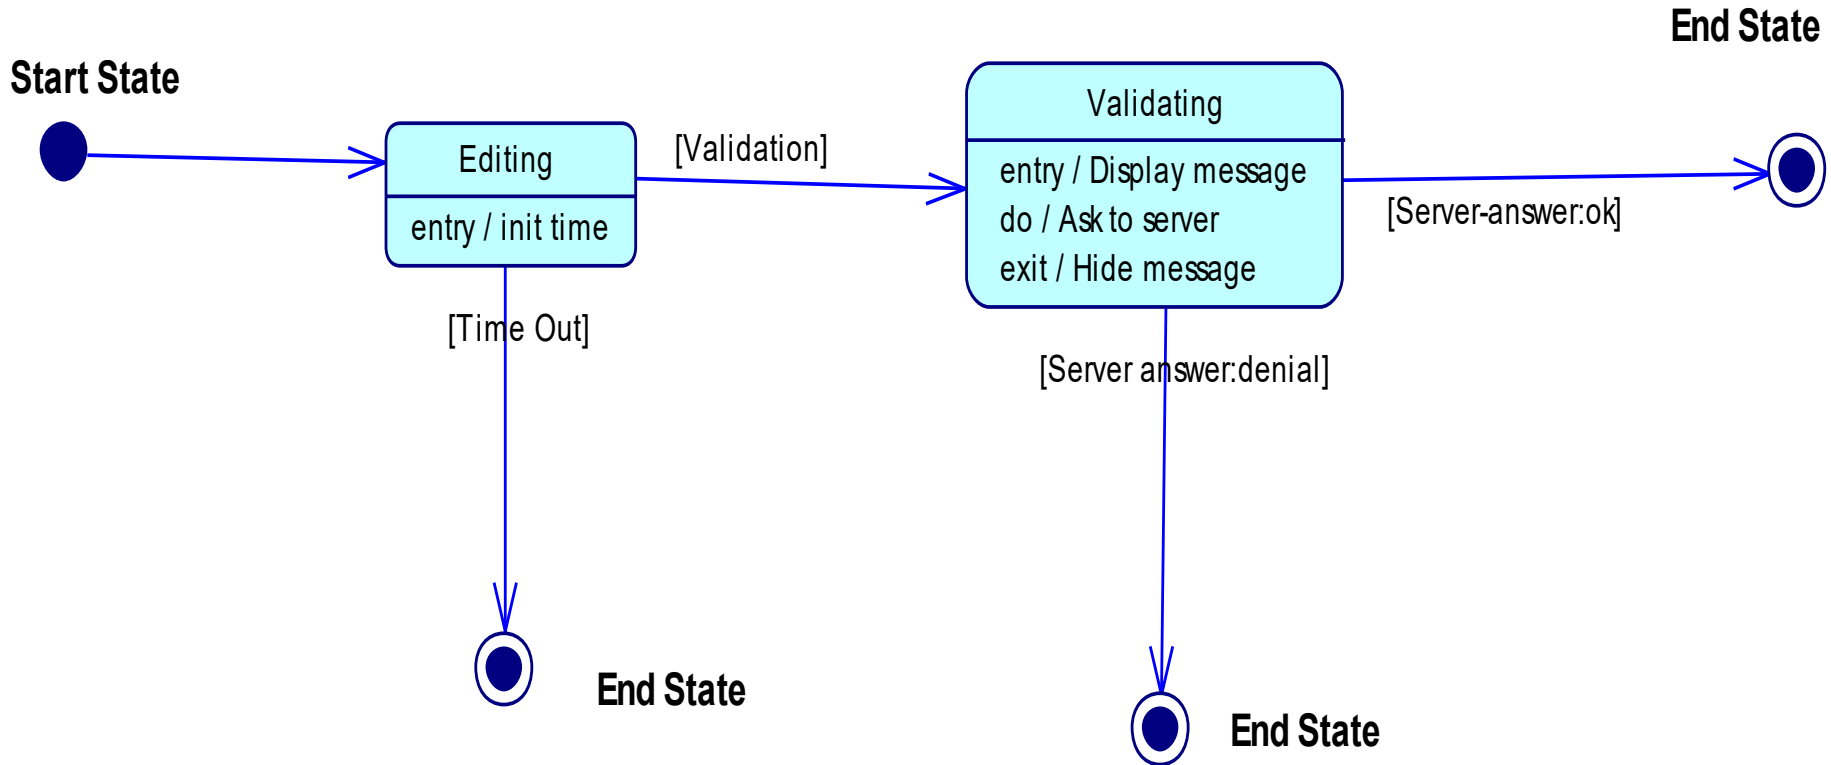 End State
Start State
Validating
[Validation]
Editing
entry / Display message
[Server-answer:ok]
do / Ask to server
entry / init time
exit / Hide message
[Time Out]
[Server answer:denial]
End State
End State